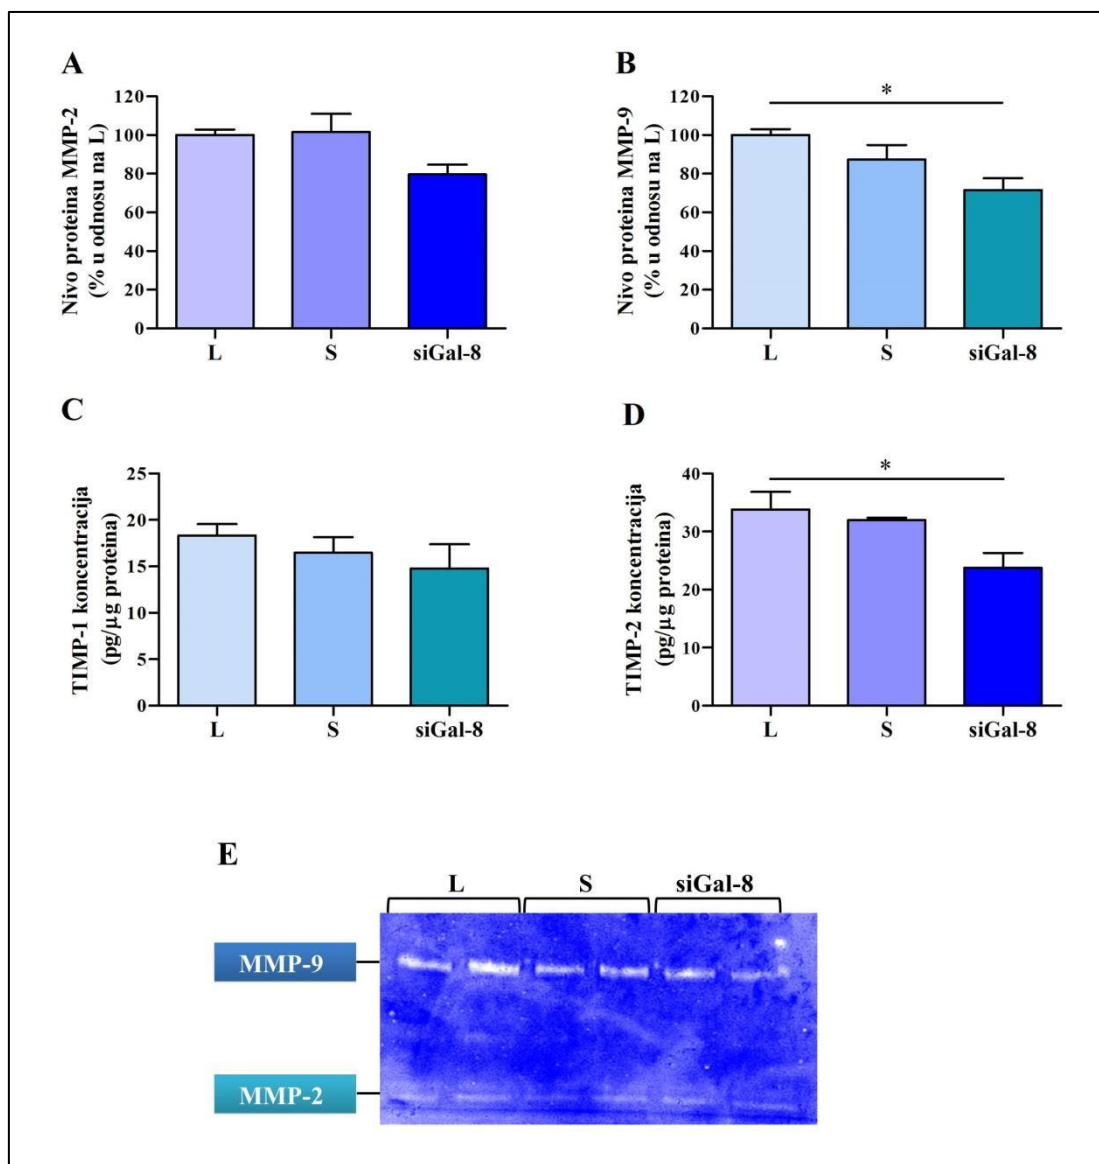 A
Nivo proteina MMP-2
(% u odnosu na L)
120
100
80
60
40
20
0
L S siGal-8
B
Nivo proteina MMP-9
(% u odnosu na L)
120
100
80
60
40
20
0
*
L S siGal-8
C
TIMP-1 koncentracija
(pg/µg proteina)
25
20
15
10
5
0
L S siGal-8
D
TIMP-2 koncentracija
(pg/µg proteina)
40
30
20
10
0
*
L S siGal-8
E
L S siGal-8
MMP-9
MMP-2